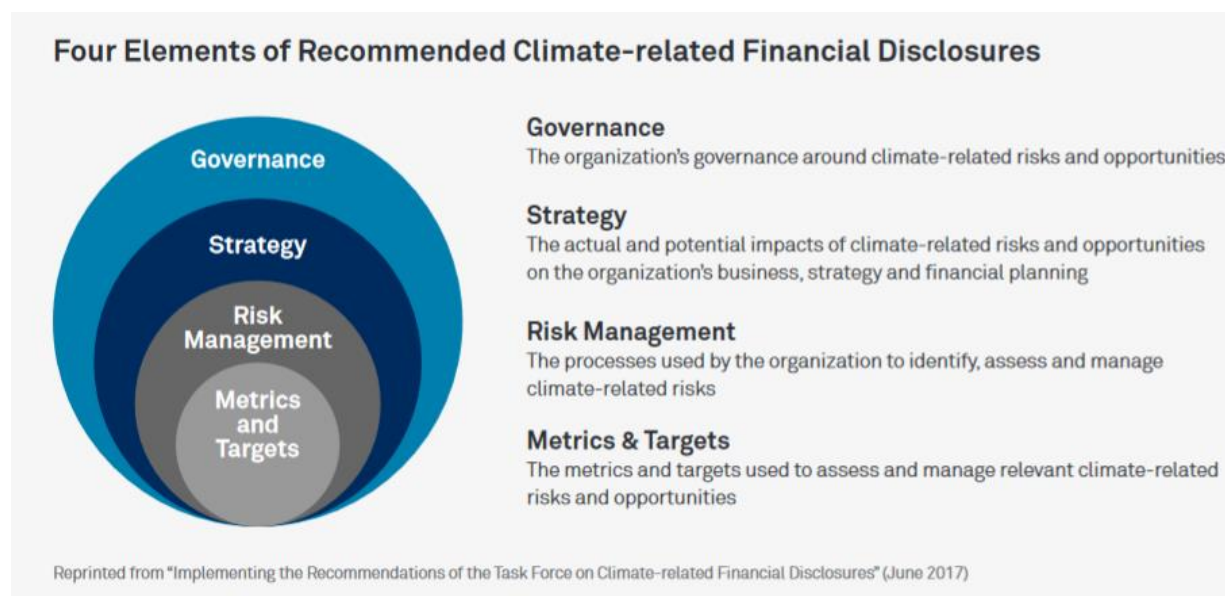 Four Elements of Recommended Climate-related Financial Disclosures
Governance
Strategy
Risk
Management
Metrics
and
Targets
Governance
The organization's governance around climate-related risks and opportunities
Strategy
The actual and potential impacts of climate-related risks and opportunities
on the organization's business, strategy and financial planning
Risk Management
The processes used by the organization to identify, assess and manage
climate-related risks
Metrics & Targets
The metrics and targets used to assess and manage relevant climate-related
risks and opportunities
Reprinted from "Implementing the Recommendations of the Task Force on Climate-related Financial Disclosures" (June 2017)